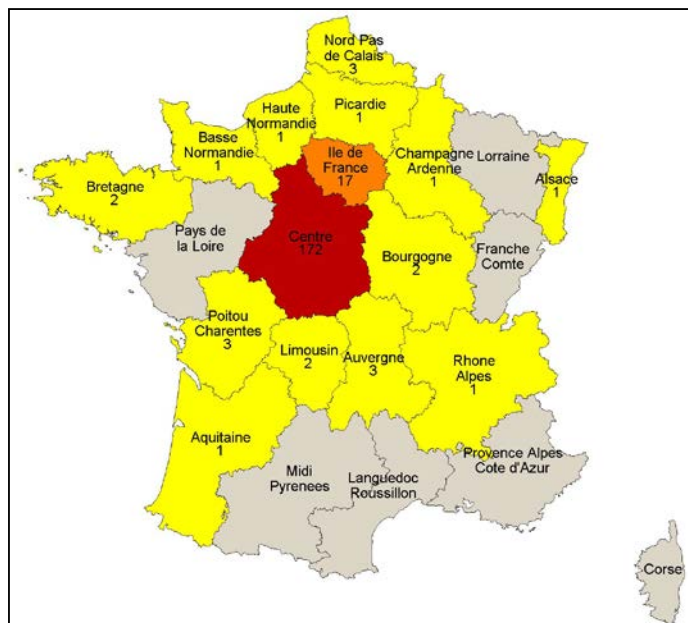 Nord Pas
de Calais
3
Haute
Normandie
1
Picardie
1
Basse
Normandie
1
Ile de
France
17
Champagne
Ardenne
1
Lorraine
Alsace
1
Bretagne
2
Pays de
la Loire
Centre
172
Bourgogne
2
Franche
Comte
Poitou
Charentes
3
Limousin
2
Auvergne
3
Rhone
Alpes
1
Aquitaine
1
Midi
Pyrenees
Languedoc
Roussillon
Provence Alpes
Cote d'Azur
Corse